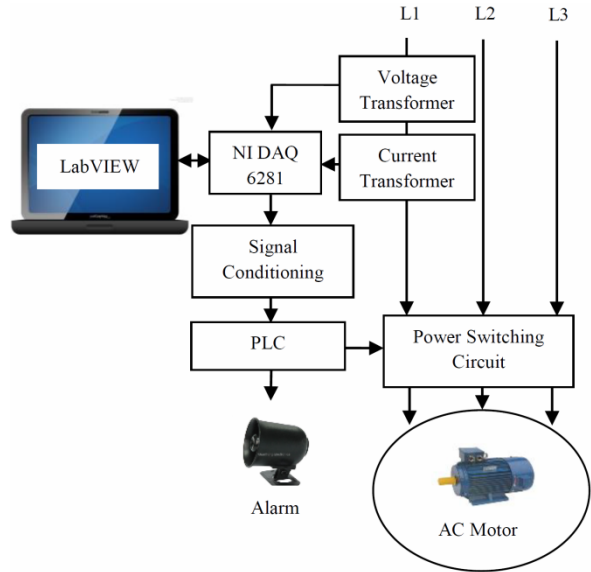 L1 L2 L3
Voltage
Transformer
LabVIEW
NI DAQ
6281
Current
Transformer
Signal
Conditioning
PLC
Power Switching
Circuit
Alarm
AC Motor